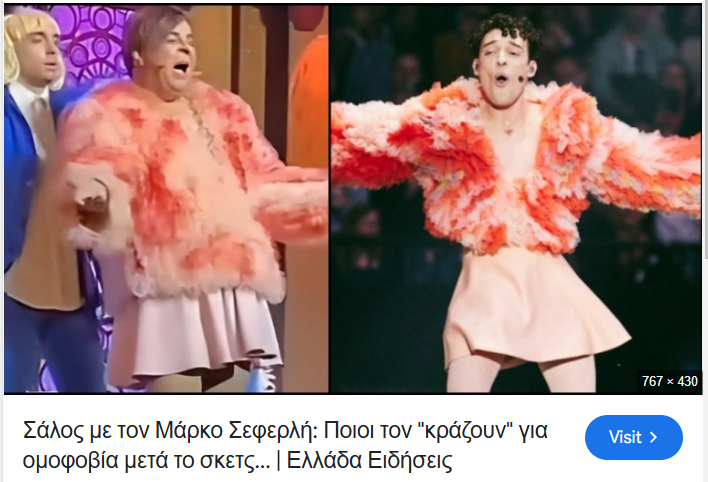 767 × 430
Σάλος με τον Μάρκο Σεφερλή: Ποιοι τον "κράζουν" για
ομοφοβία μετά το σκετς... | Ελλάδα Ειδήσεις
Visit >